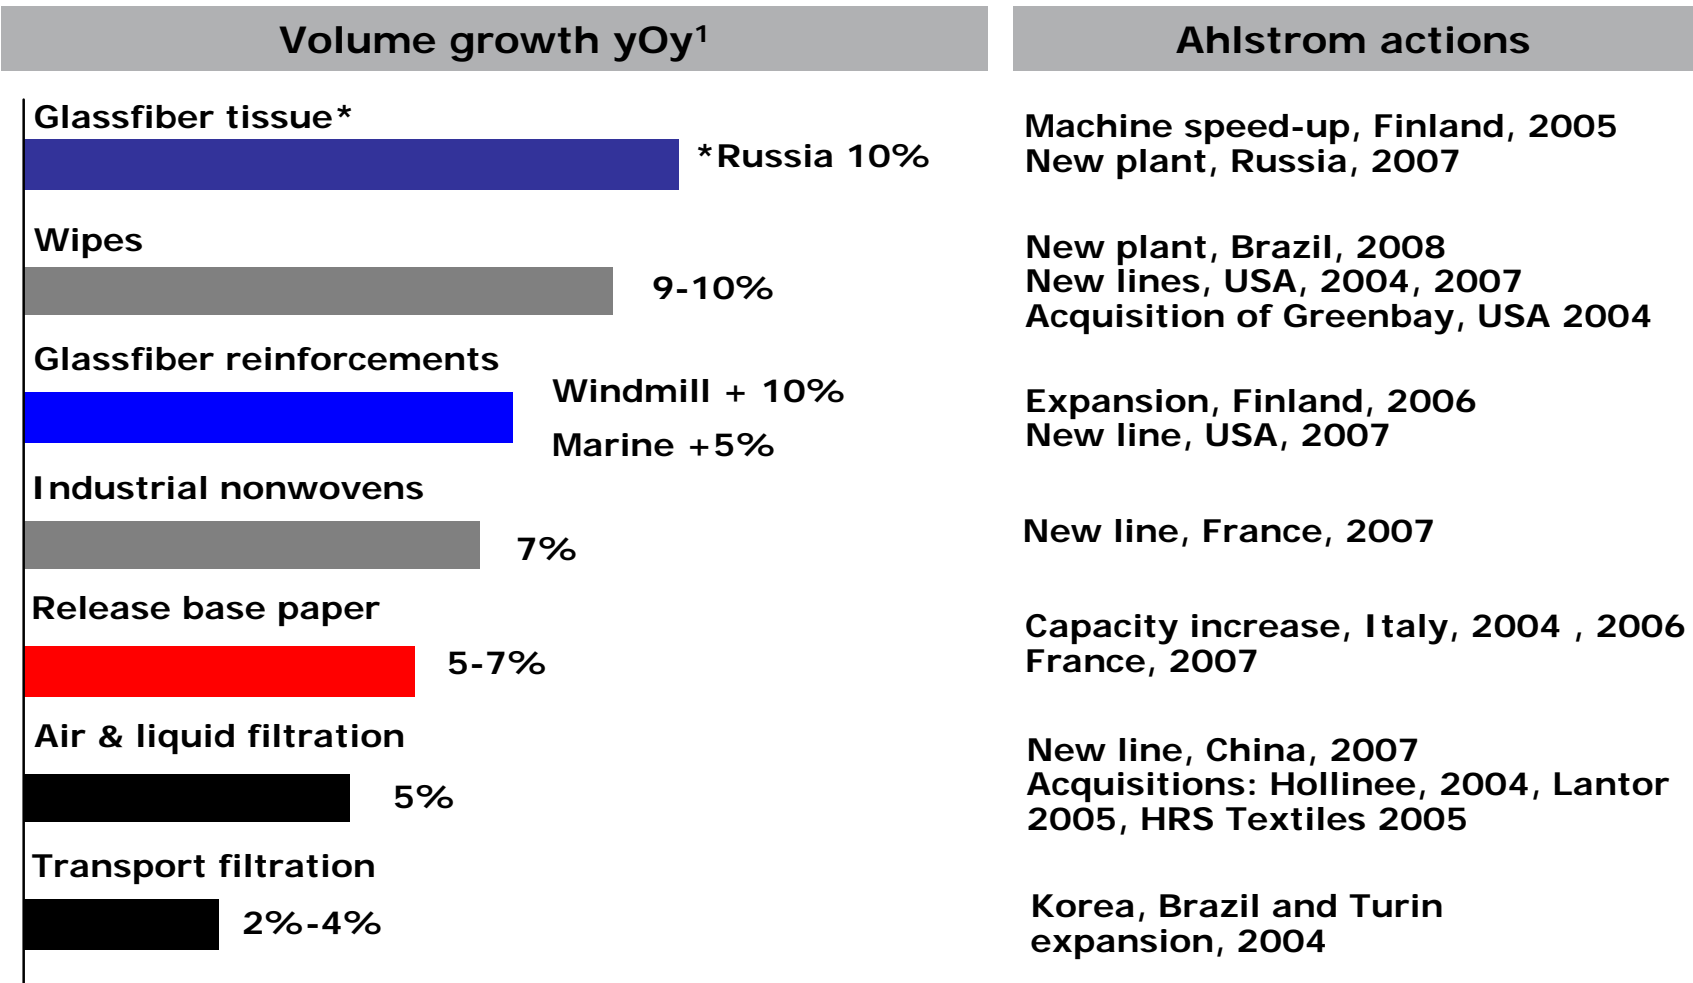 Volume growth yOy¹
Ahlstrom actions
Glassfiber tissue*
*Russia 10%
Machine speed-up, Finland, 2005
New plant, Russia, 2007
Wipes
9-10%
New plant, Brazil, 2008
New lines, USA, 2004, 2007
Acquisition of Greenbay, USA 2004
Glassfiber reinforcements
Windmill + 10%
Marine +5%
Expansion, Finland, 2006
New line, USA, 2007
Industrial nonwovens
7%
New line, France, 2007
Release base paper
5-7%
Capacity increase, Italy, 2004 , 2006
France, 2007
Air & liquid filtration
5%
New line, China, 2007
Acquisitions: Hollinee, 2004, Lantor
2005, HRS Textiles 2005
Transport filtration
2%-4%
Korea, Brazil and Turin
expansion, 2004